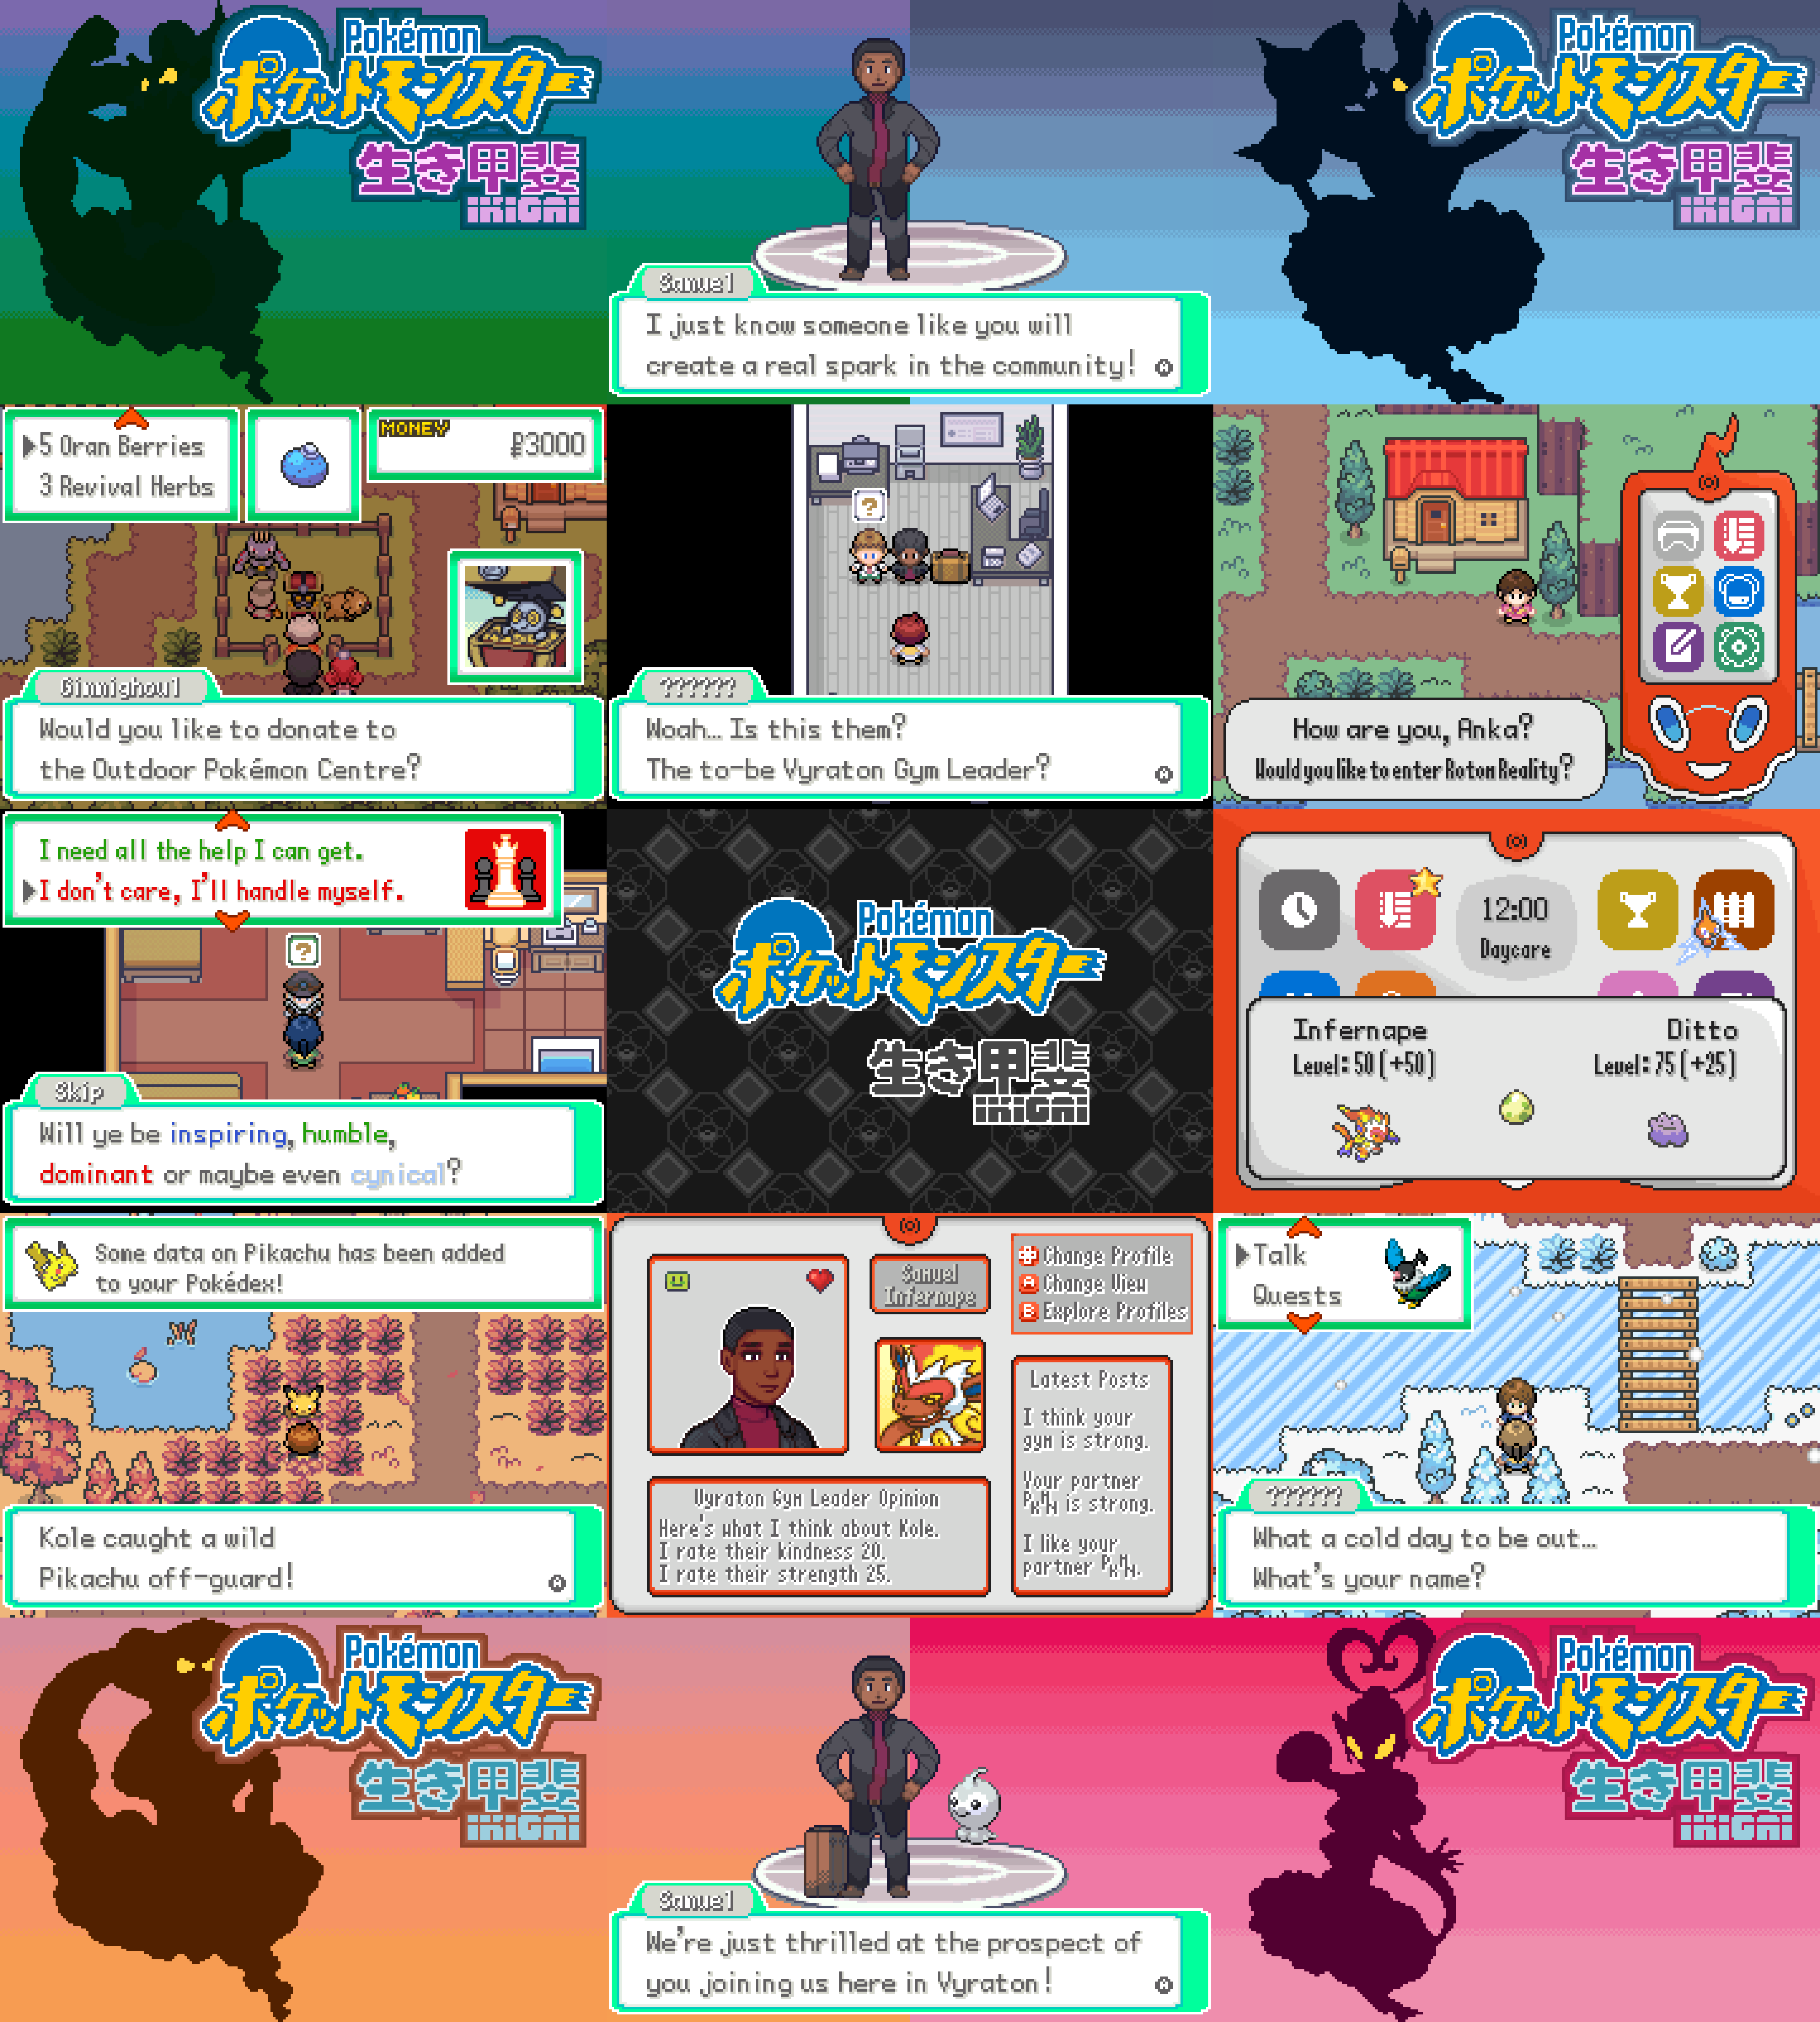 Pokémon
ポケットモンスター
生き甲斐
IKIGAI
Samuel
I just know someone like you will
create a real spark in the community!
Pokémon
ポケットモンスター
生き甲斐
IKIGAI
5 Oran Berries
3 Revival Herbs
MONEY
₽3000
Gimmighoul
Would you like to donate to
the Outdoor Pokémon Centre?
?
??????
Woah... Is this them?
The to-be Vyraton Gym Leader?
How are you, Anka?
Would you like to enter Rotom Reality?
I need all the help I can get.
I don't care, I'll handle myself.
?
Skip
Will ye be inspiring, humble,
dominant or maybe even cynical?
Pokémon
ポケットモンスター
生き甲斐
IKIGAI
12:00
Daycare
Infernape
Level: 50 (+50)
Ditto
Level: 75 (+25)
Some data on Pikachu has been added
to your Pokédex!
Kole caught a wild
Pikachu off-guard!
Samuel
Infernape
Change Profile
A Change View
B Explore Profiles
Latest Posts
I think your
gym is strong.
Your partner
PKMN is strong.
I like your
partner PKMN.
Vyraton Gym Leader Opinion
Here's what I think about Kole.
I rate their kindness 20.
I rate their strength 25.
Talk
Quests
??????
What a cold day to be out...
What's your name?
Pokémon
ポケットモンスター
生き甲斐
IKIGAI
Samuel
We're just thrilled at the prospect of
you joining us here in Vyraton!
Pokémon
ポケットモンスター
生き甲斐
IKIGAI